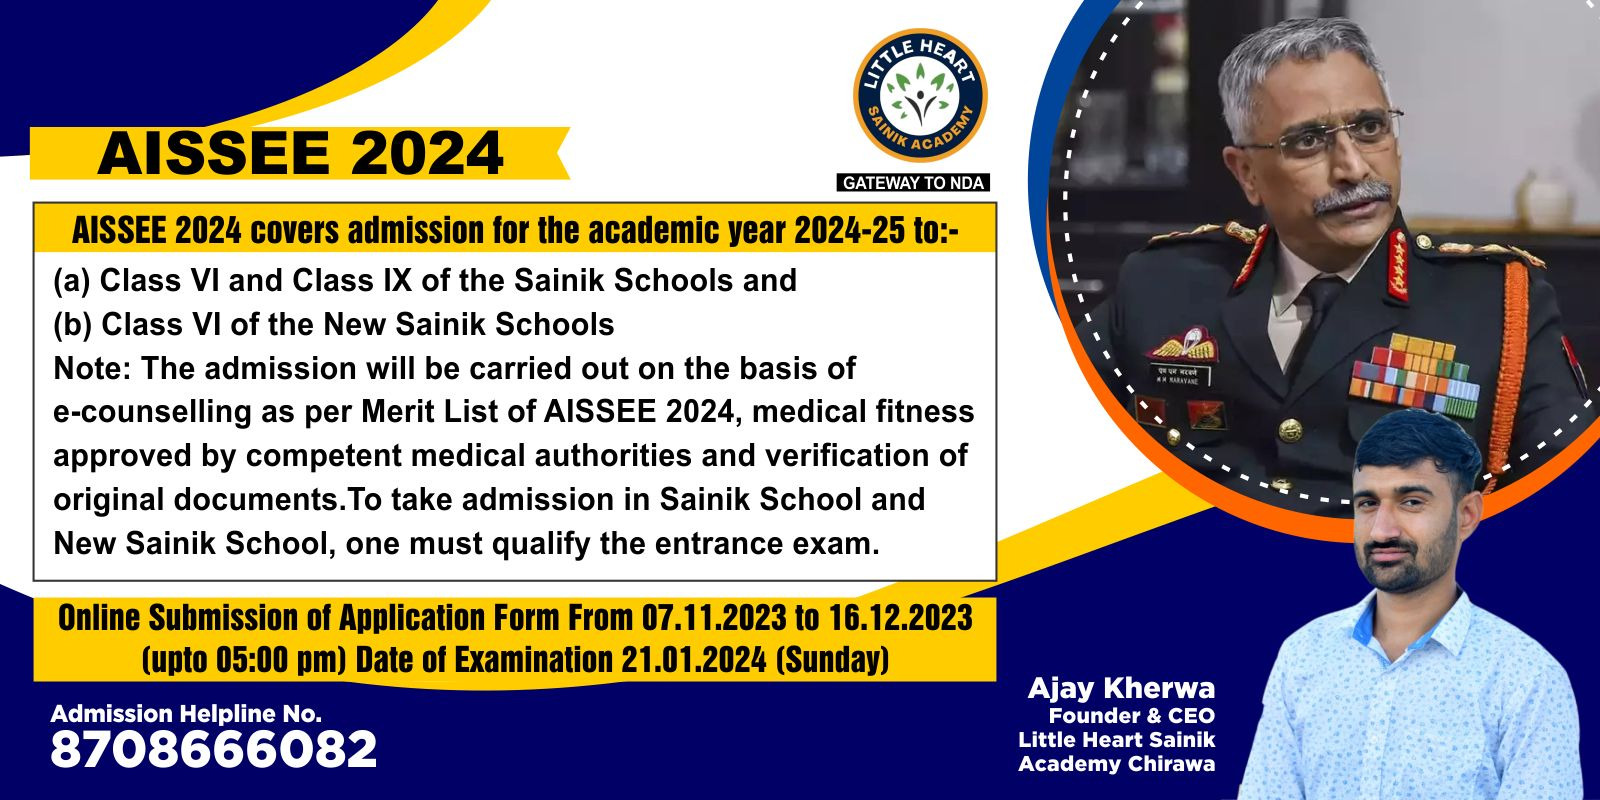 LITTLE HEART
SAINIK ACADEMY
GATEWAY TO NDA
AISSEE 2024
AISSEE 2024 covers admission for the academic year 2024-25 to:-
(a) Class VI and Class IX of the Sainik Schools and
(b) Class VI of the New Sainik Schools
Note: The admission will be carried out on the basis of
e-counselling as per Merit List of AISSEE 2024, medical fitness
approved by competent medical authorities and verification of
original documents.To take admission in Sainik School and
New Sainik School, one must qualify the entrance exam.
Online Submission of Application Form From 07.11.2023 to 16.12.2023
(upto 05:00 pm) Date of Examination 21.01.2024 (Sunday)
Admission Helpline No.
8708666082
एम एम नरवणे
M M NARAVANE
Ajay Kherwa
Founder & CEO
Little Heart Sainik
Academy Chirawa